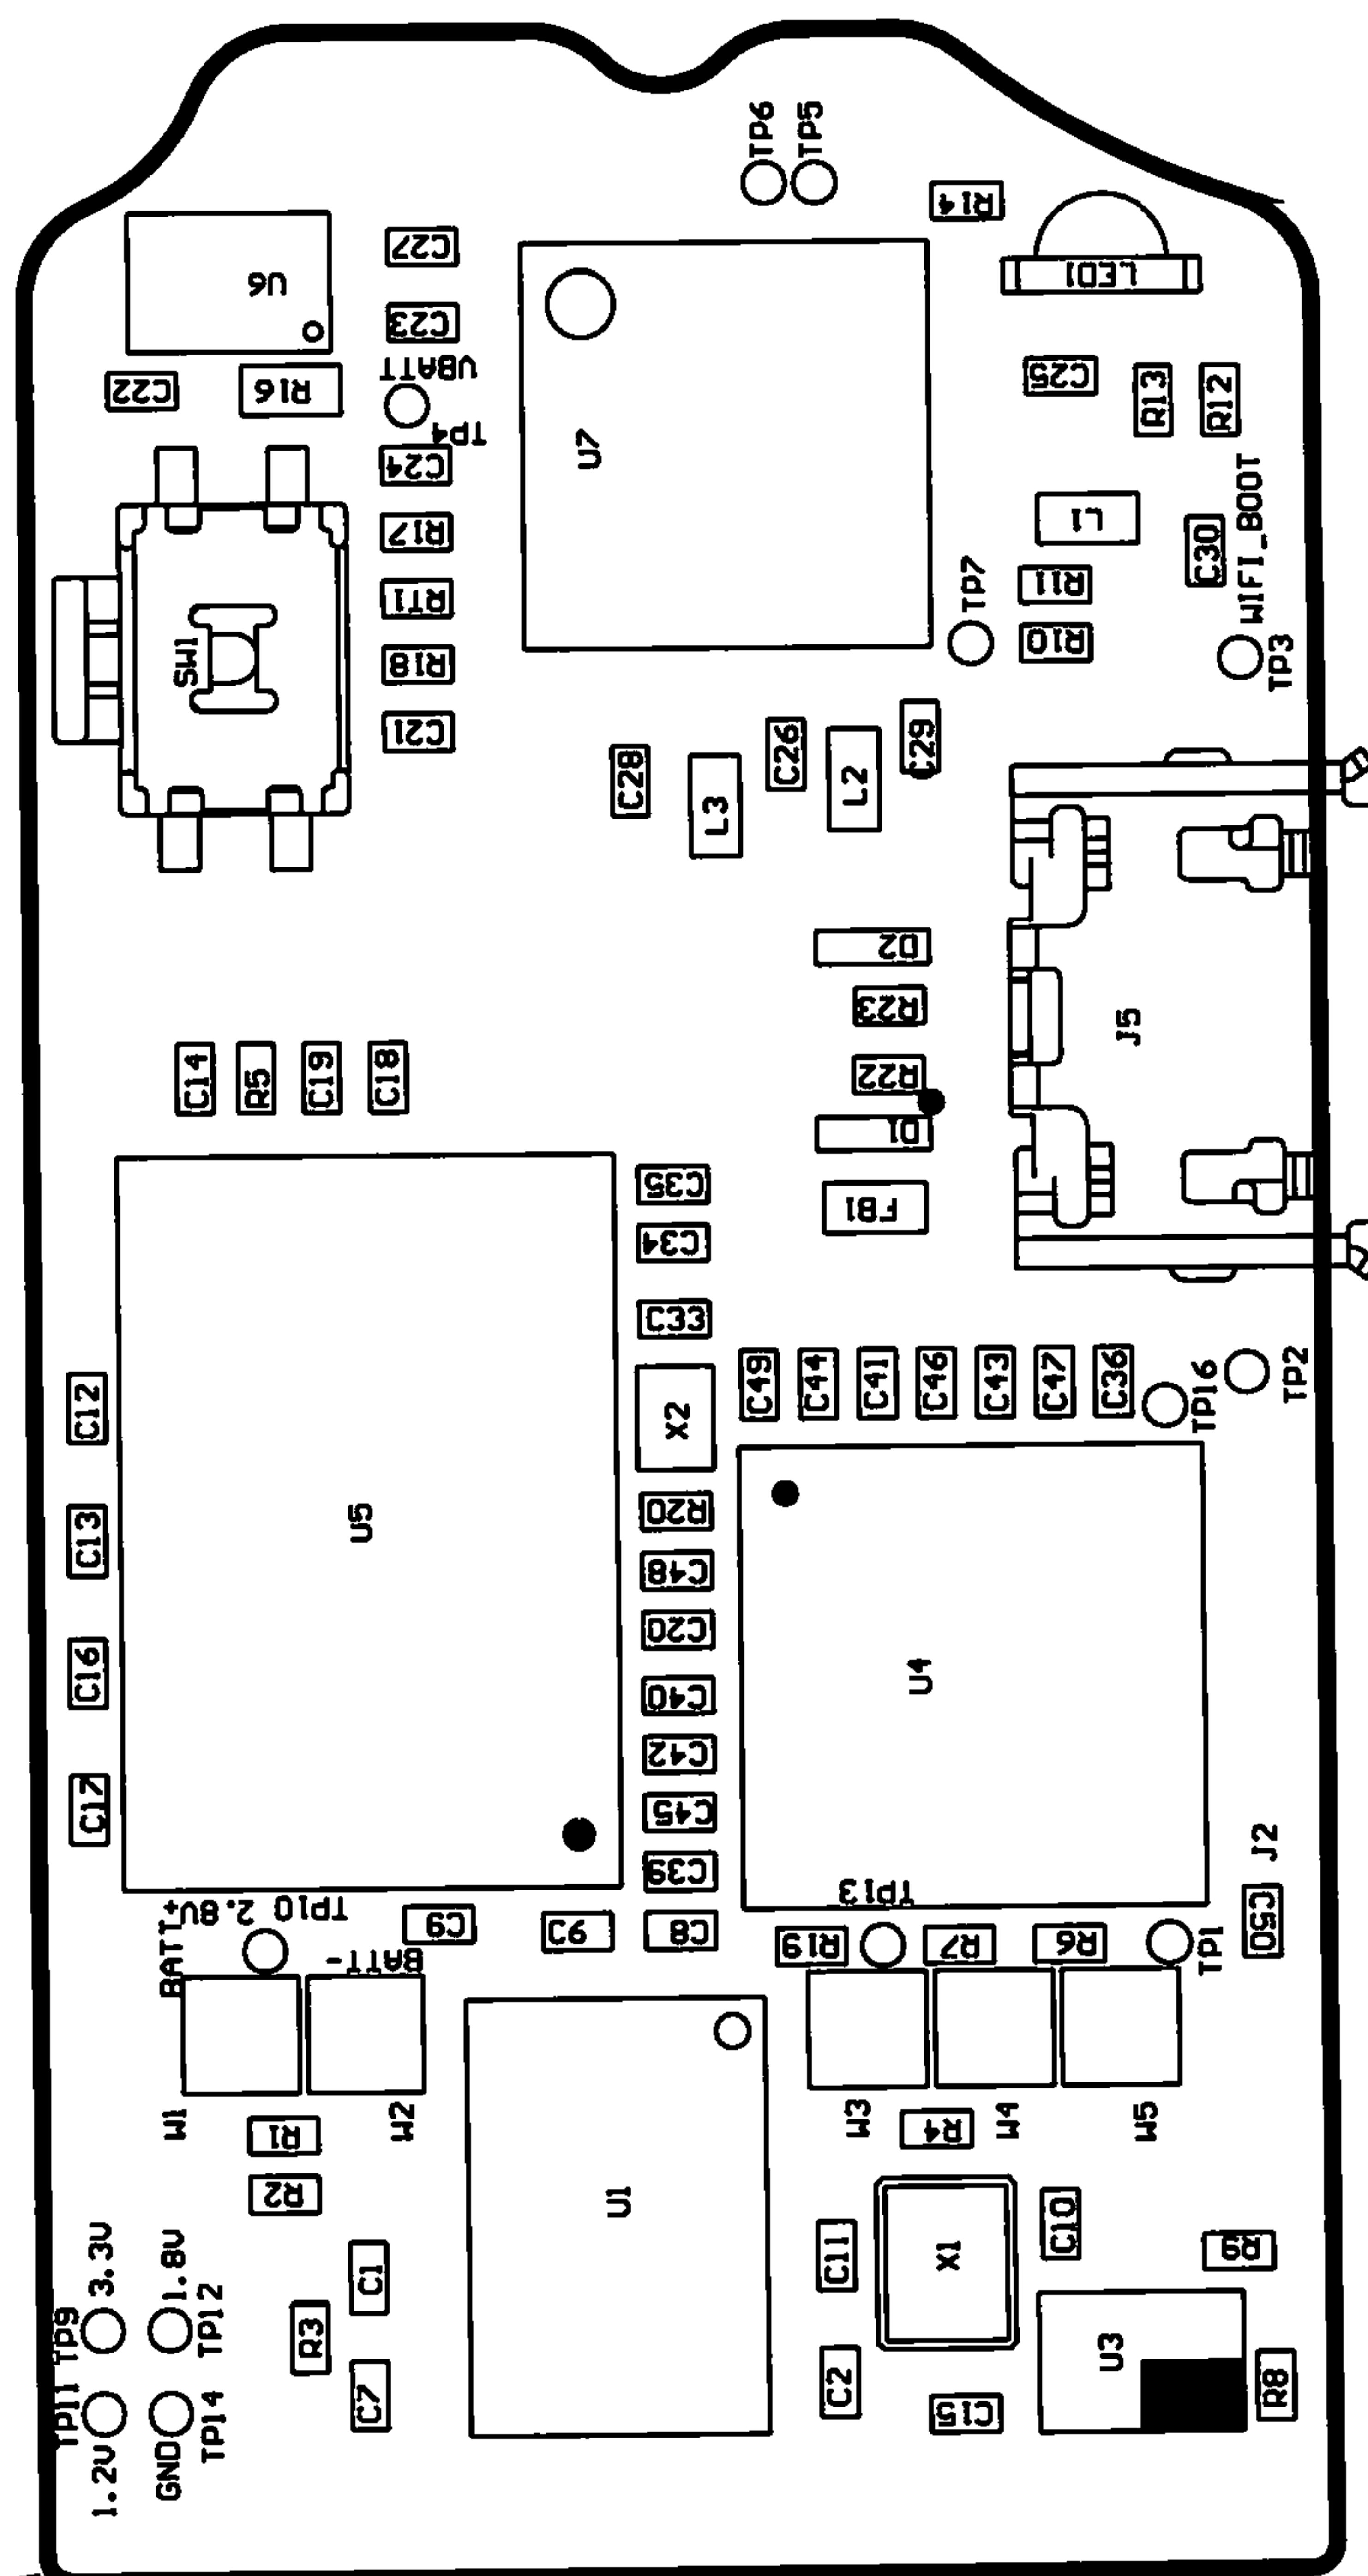 TP6
TP5
R14
U6
C27
LED1
C23
VBATT
C22
R16
TP4
C25
R13
R12
U7
C24
L1
WIFI_BOOT
R17
C30
TP7
R11
RT1
R10
SW1
R18
TP3
C21
C28
L3
C26
L2
C29
D2
R23
J5
C14
R5
C19
C18
R22
D1
C35
FB1
C34
C33
C12
X2
C49
C44
C41
C46
C43
C47
C36
TP16
TP2
C13
U5
R20
C48
C20
C16
U4
C40
C42
C17
C45
J2
C39
TP13
BATT+
TP10 2.8V
C9
C6
C8
R19
R7
R6
TP1
C50
BATT-
W1
W2
W3
W4
W5
R1
R4
R2
U1
3.3V
1.8V
C1
C11
X1
C10
R9
TP9
TP12
R3
U3
TP11
TP14
C7
C2
C15
R8
1.2V
GND